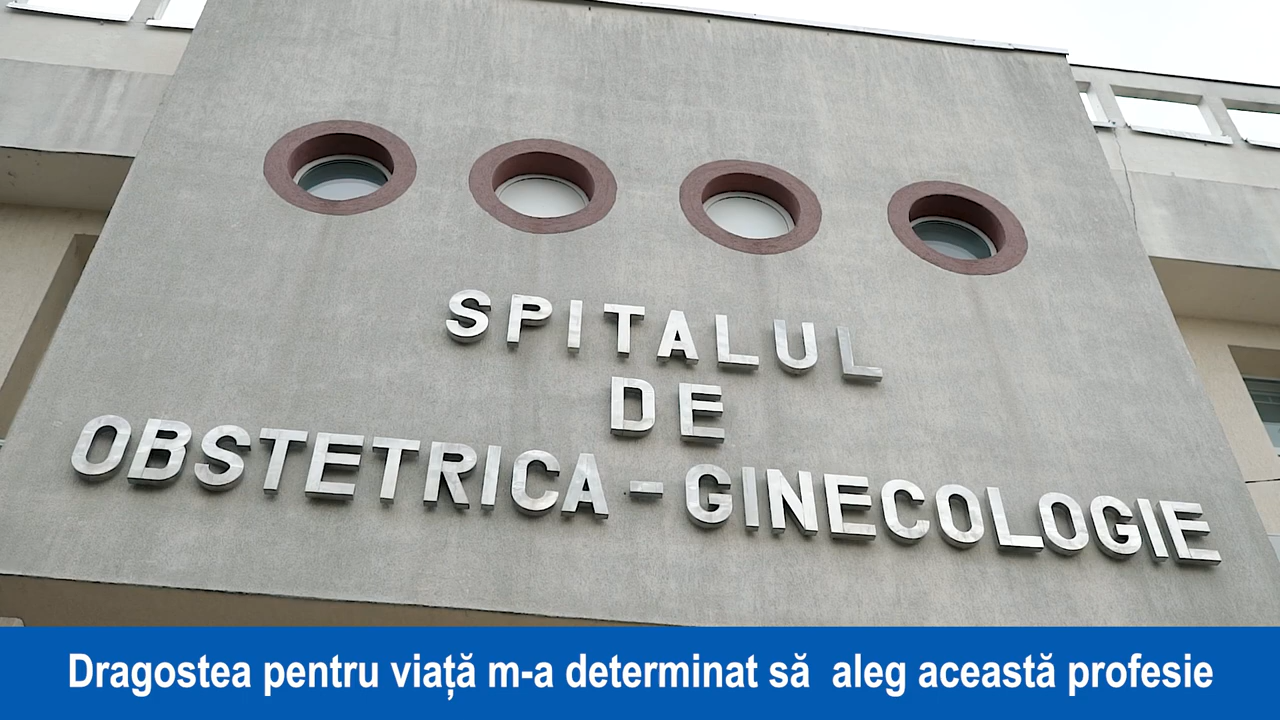 SPITALUL
DE
OBSTETRICA-GINECOLOGIE
Dragostea pentru viață m-a determinat să  aleg această profesie